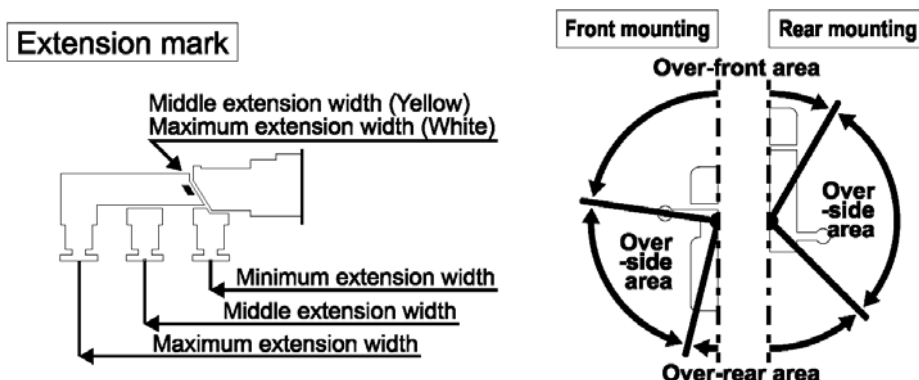 Extension mark
Middle extension width (Yellow)
Maximum extension width (White)
Minimum extension width
Middle extension width
Maximum extension width
Front mounting
Rear mounting
Over-front area
Over
-side
area
Over
-side
area
Over-rear area